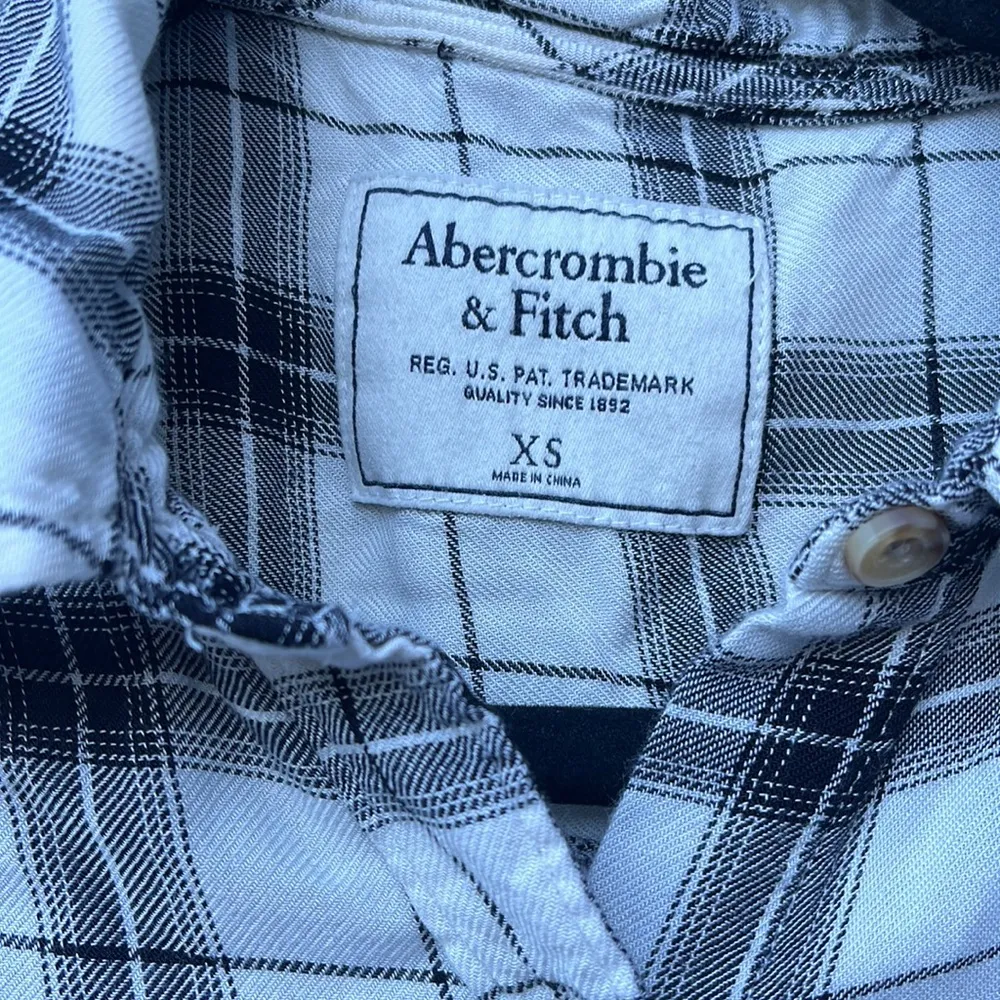 Abercrombie
& Fitch
REG. U.S. PAT. TRADEMARK
QUALITY SINCE 1892
XS
MADE IN CHINA